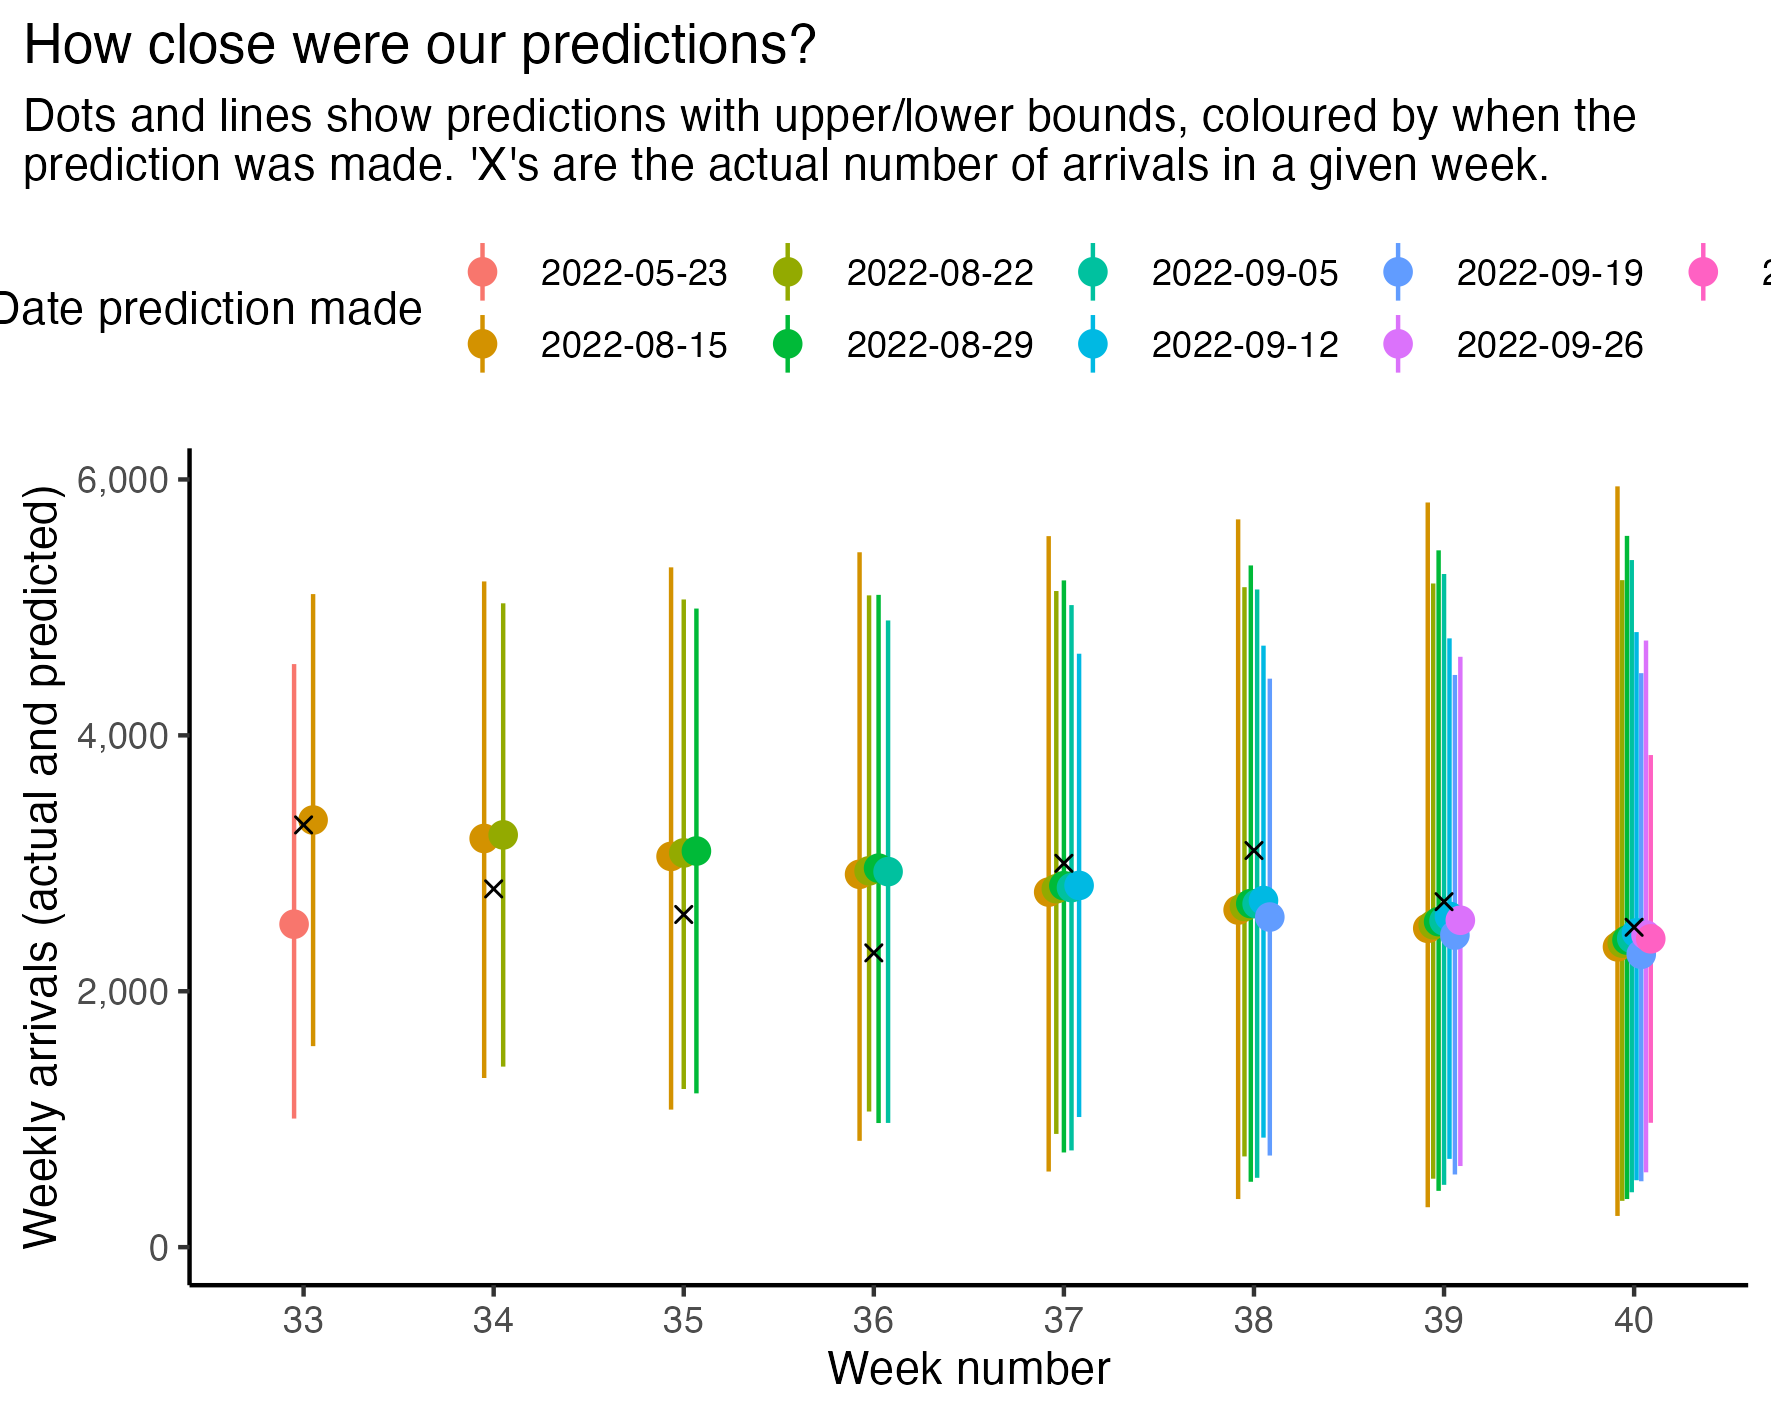 How close were our predictions?
Dots and lines show predictions with upper/lower bounds, coloured by when the
prediction was made. 'X's are the actual number of arrivals in a given week.
Date prediction made
2022-05-23 2022-08-22 2022-09-05 2022-09-19 2
2022-08-15 2022-08-29 2022-09-12 2022-09-26
Weekly arrivals (actual and predicted)
6,000
4,000
2,000
0
33 34 35 36 37 38 39 40
Week number